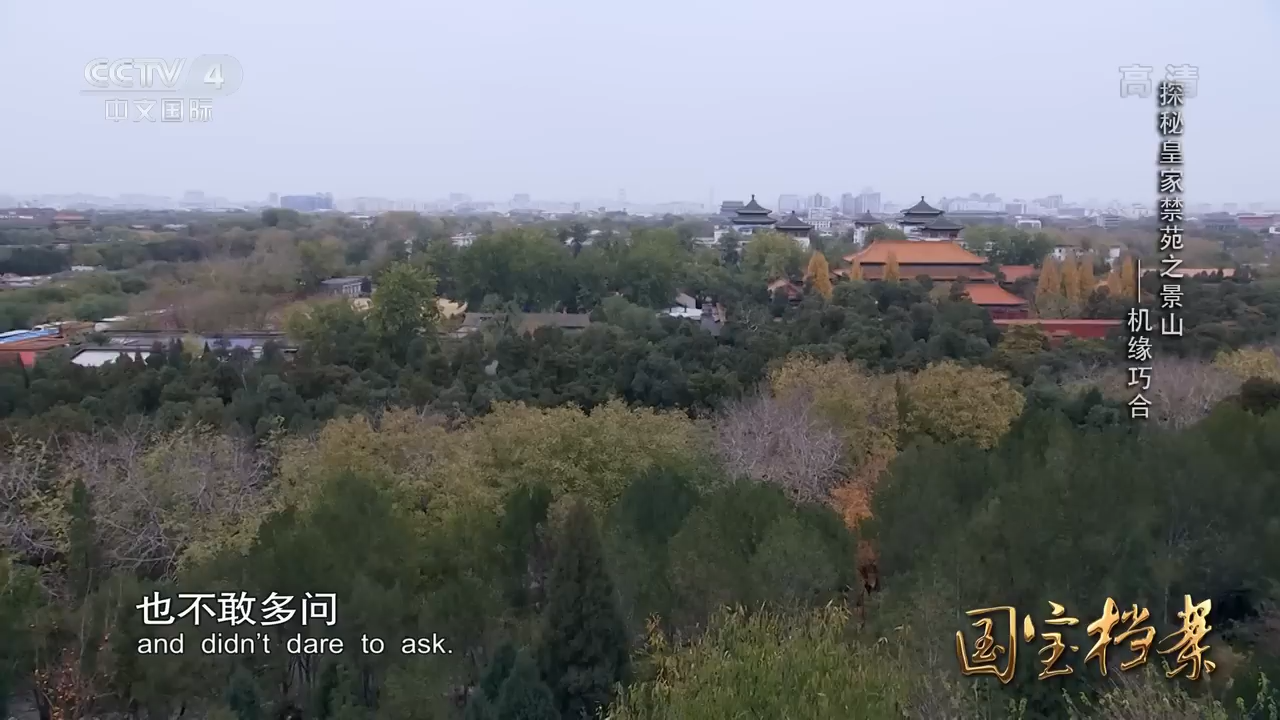 CCTV 4
中文国际
高清
探秘皇家禁苑之景山
——机缘巧合
也不敢多问
and didn't dare to ask.
国宝档案